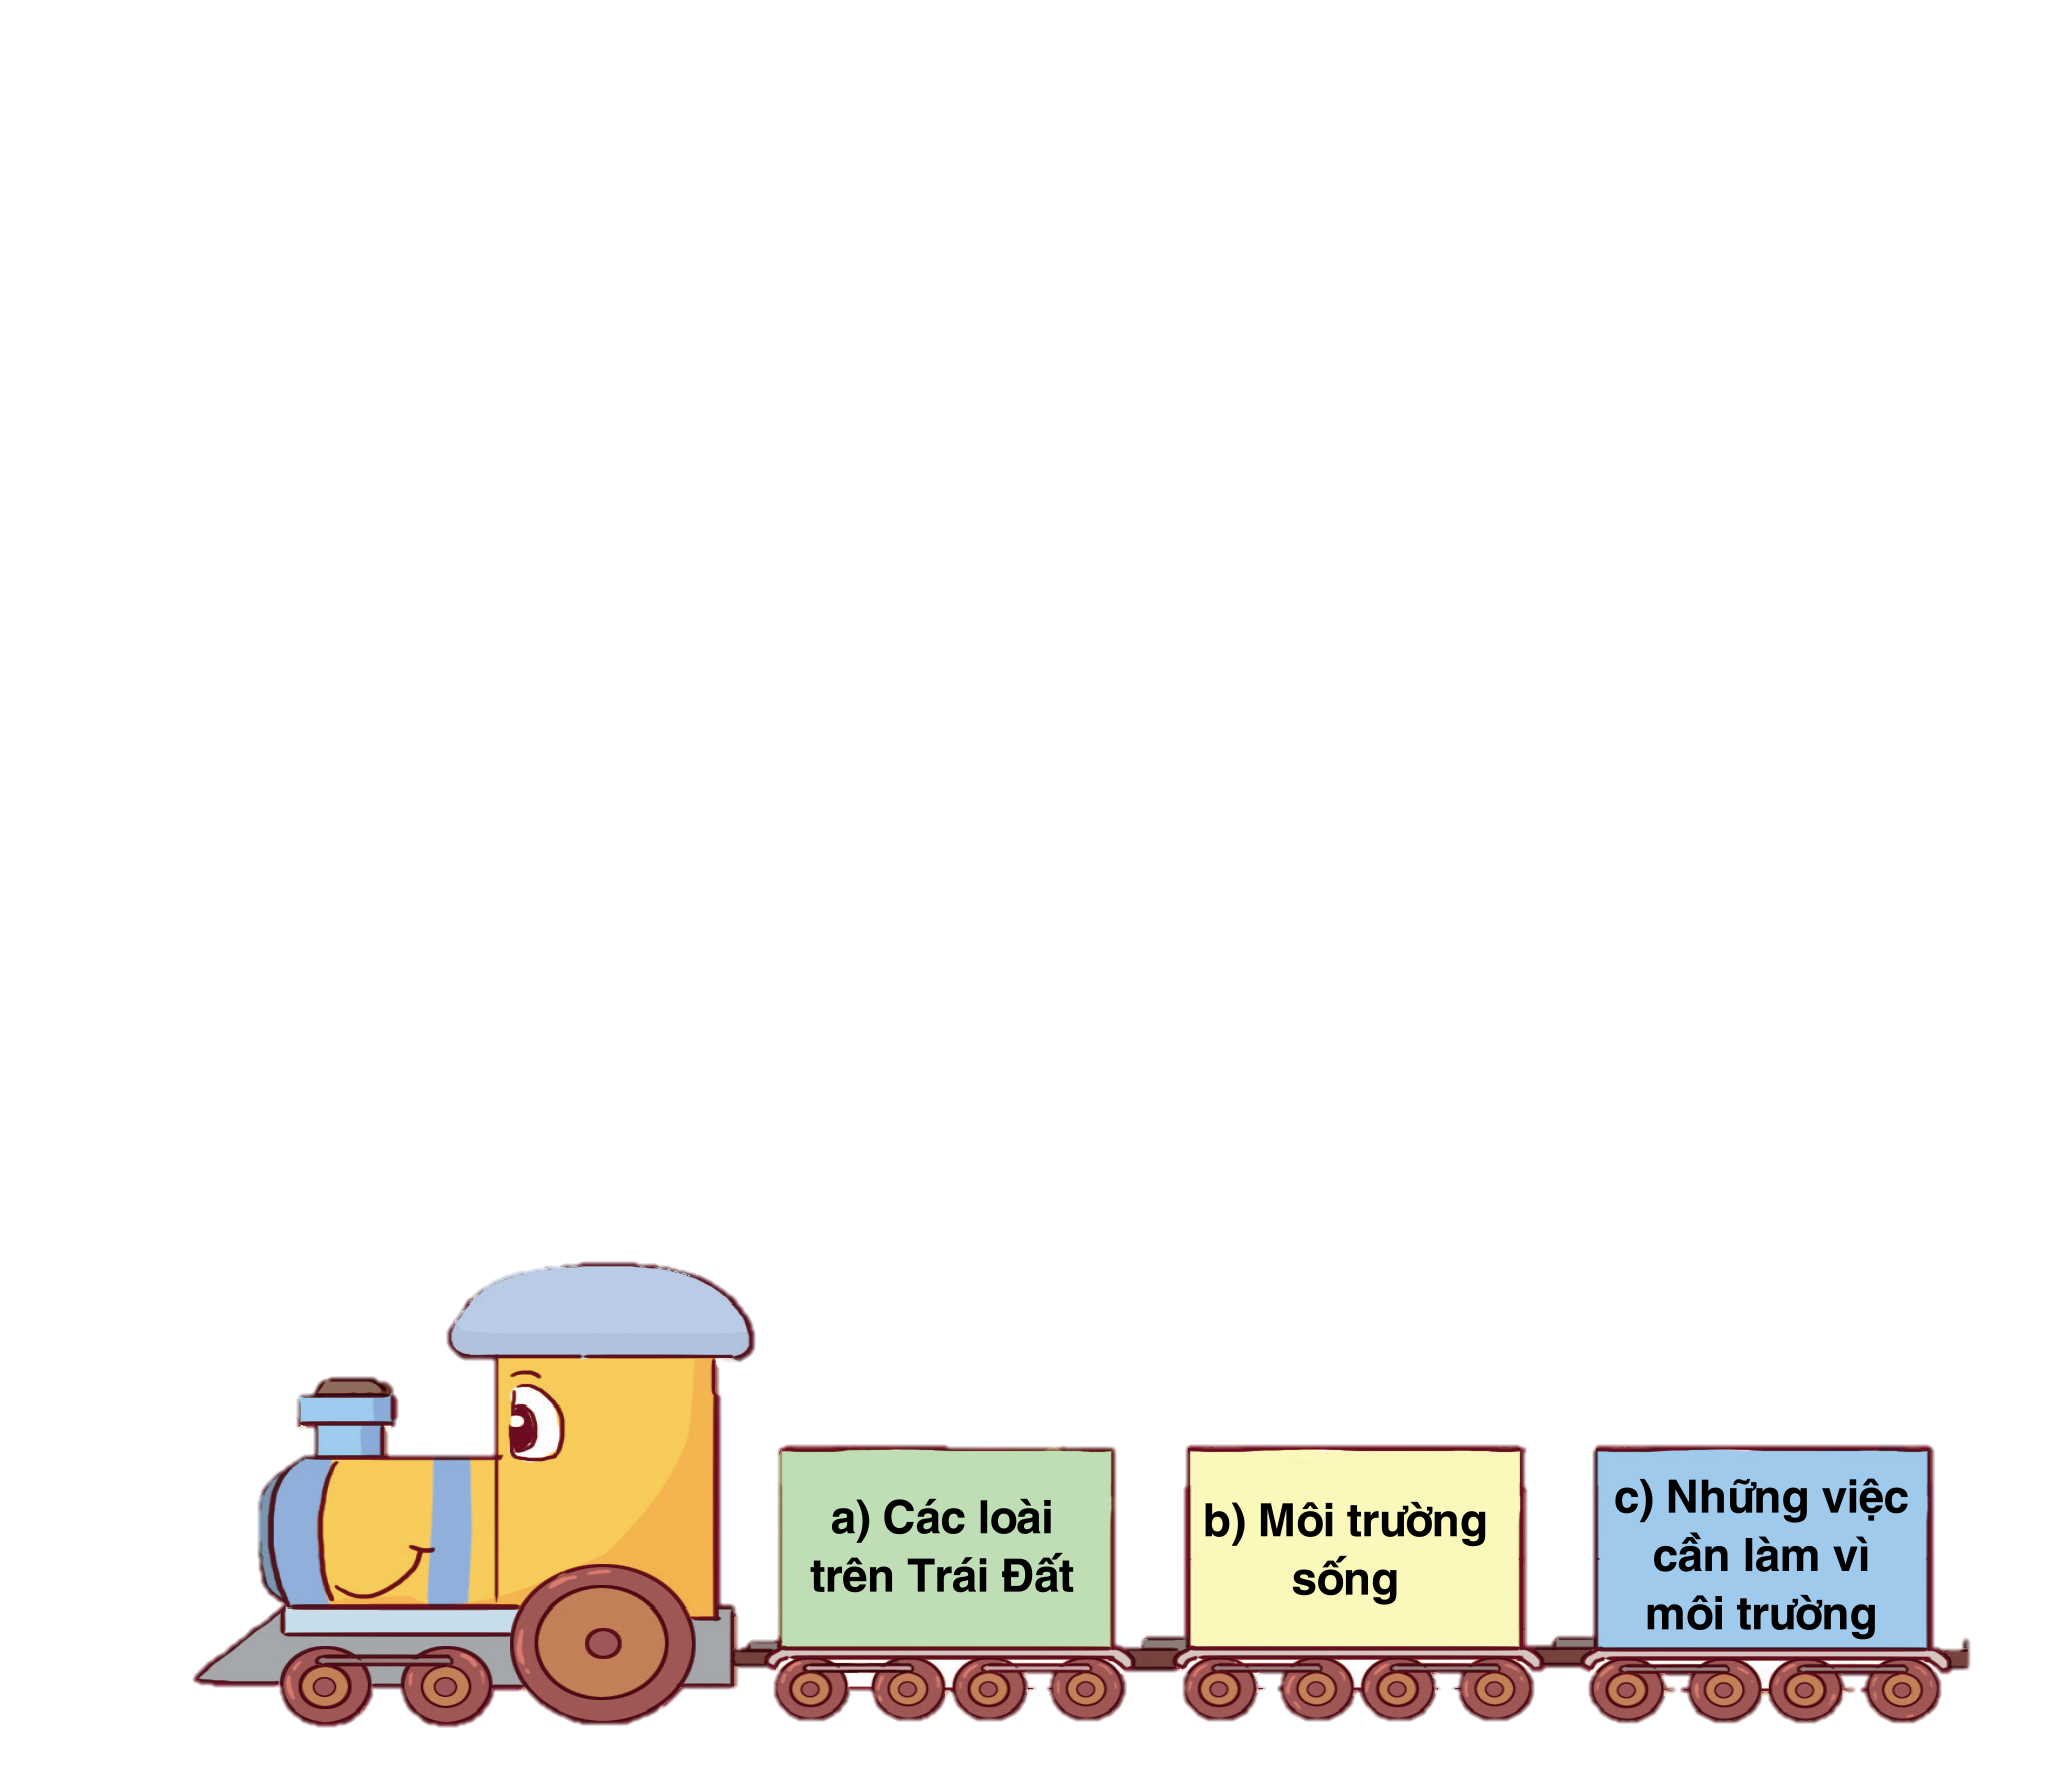 a) Các loài
trên Trái Đất
b) Môi trường
sống
c) Những việc
cần làm vì
môi trường